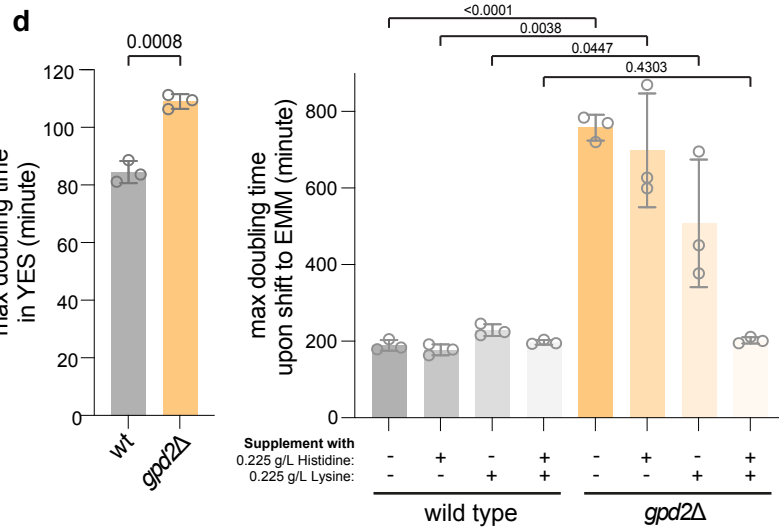 d
0.0008
120
100
80
60
40
20
0
max doubling time
in YES (minute)
wt
gpd2Δ
<0.0001
0.0038
0.0447
0.4303
800
600
400
200
0
max doubling time
upon shift to EMM (minute)
Supplement with
0.225 g/L Histidine: - + - + - + - +
0.225 g/L Lysine: - - + + - - + +
wild type
gpd2Δ